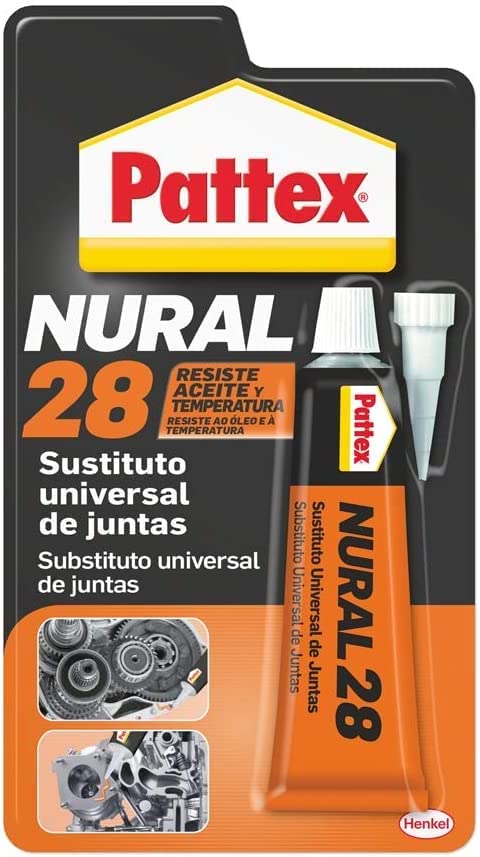 Pattex®
NURAL
28
RESISTE
ACEITE Y
TEMPERATURA
RESISTE AO ÓLEO E À
TEMPERATURA
Sustituto
universal
de juntas
Substituto universal
de juntas
Pattex
NURAL 28
Sustituto Universal de Juntas
Substituto Universal de Juntas
Henkel